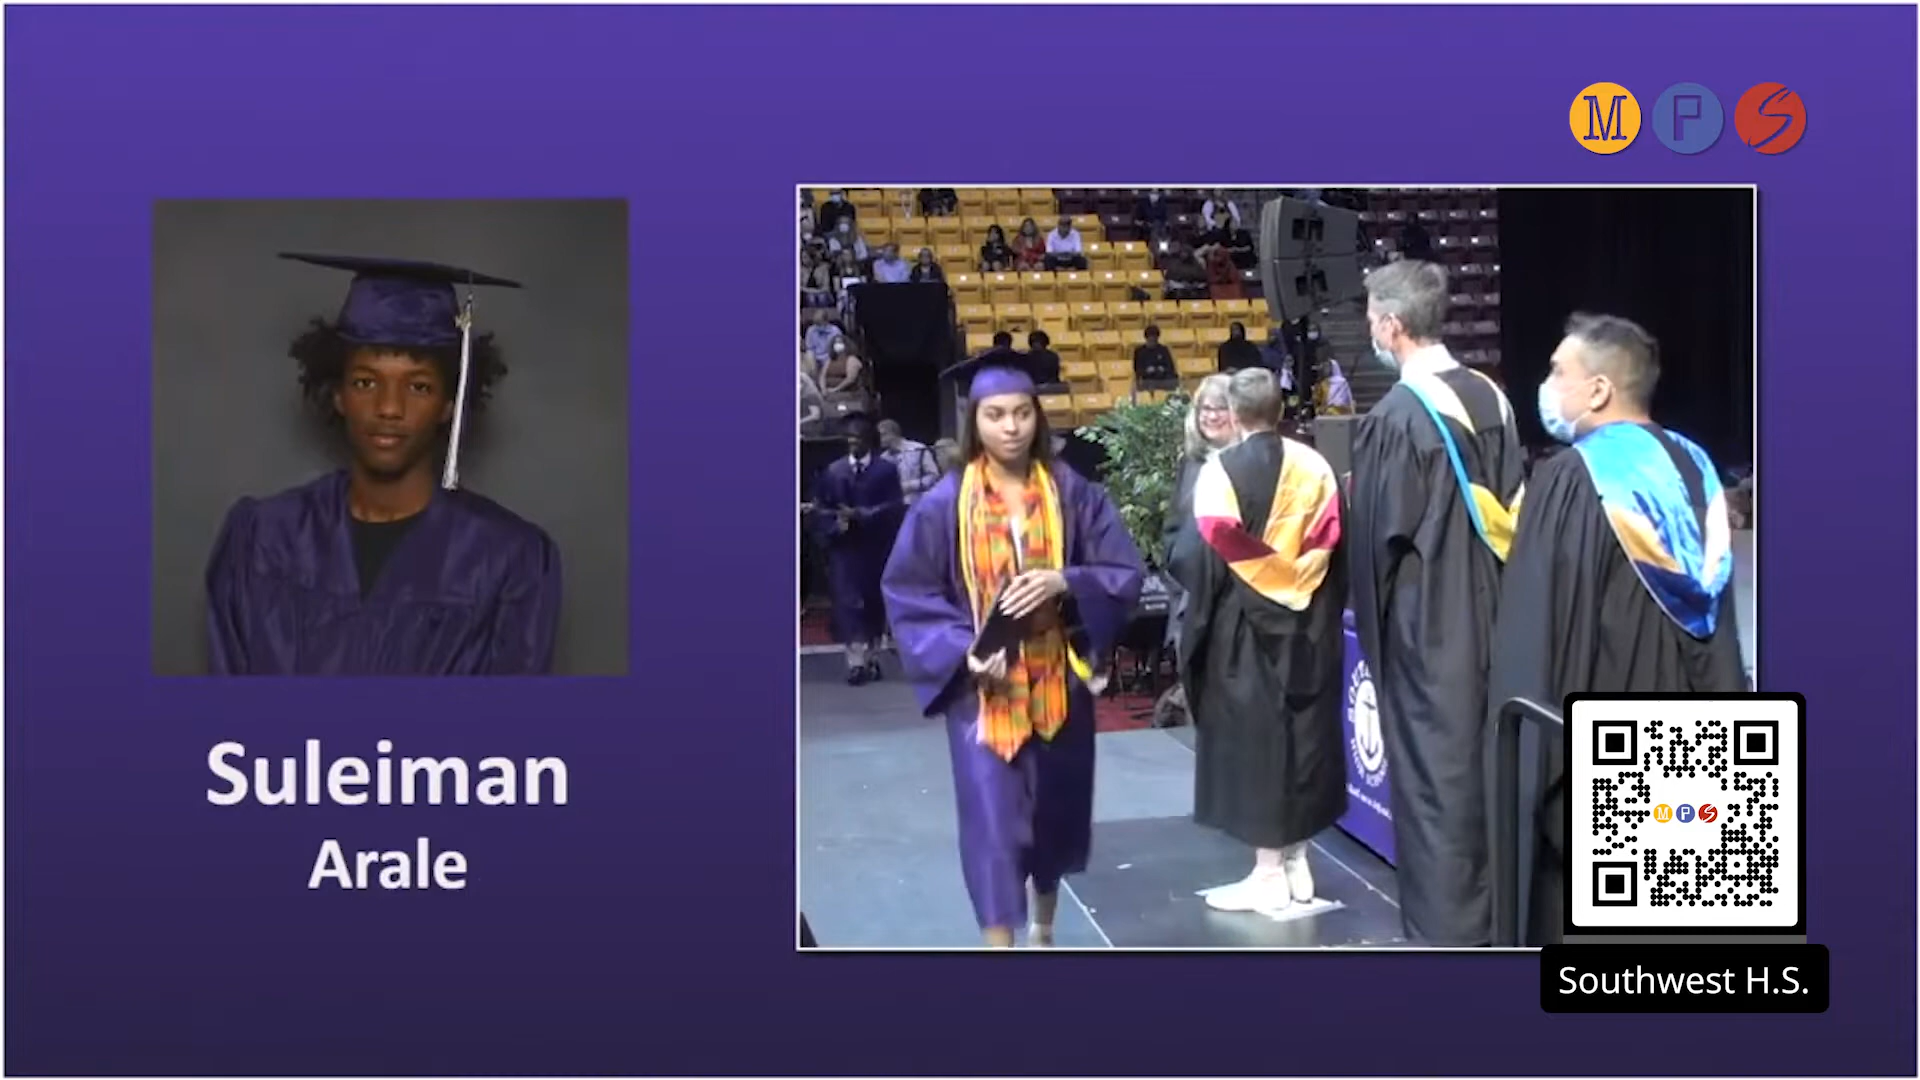 M P S
Suleiman
Arale
M P S
Southwest H.S.